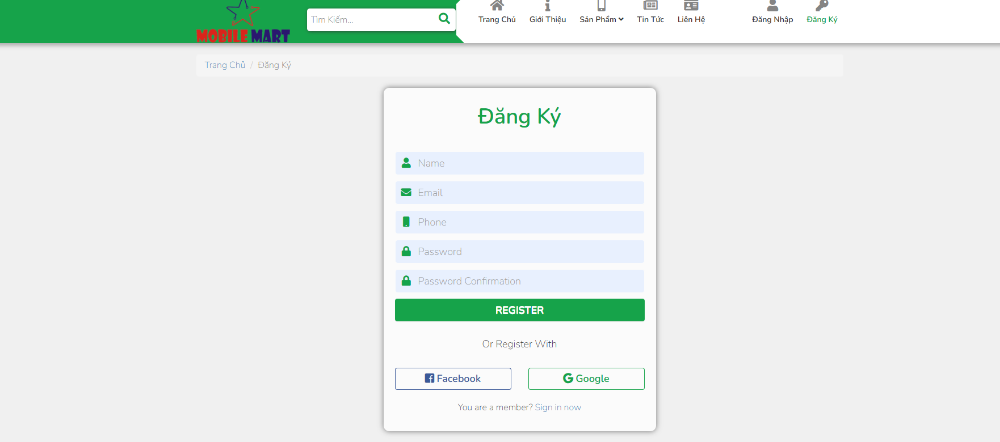 MOBILE MART
Tìm Kiếm...
Trang Chủ
Giới Thiệu
Sản Phẩm
Tin Tức
Liên Hệ
Đăng Nhập
Đăng Ký
Trang Chủ / Đăng Ký
Đăng Ký
Name
Email
Phone
Password
Password Confirmation
REGISTER
Or Register With
Facebook
Google
You are a member? Sign in now